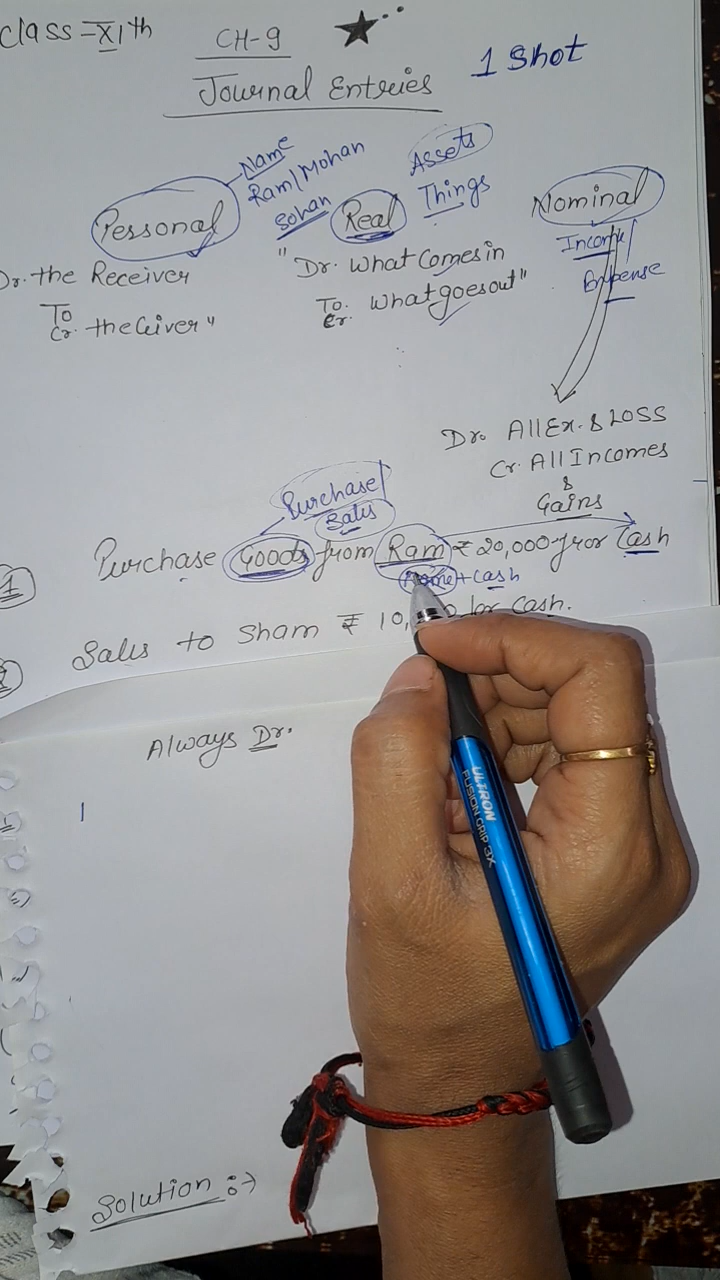 Class = XIth
CH-9
1 Shot
Journal Entries
Name
Ram/Mohan
Sohan
Assets
Things
Personal
Real
Nominal
Income/
Expense
Dr. the Receiver
To
Cr. the Giver"
" Dr. What Comes in
To
Cr. What goes out"
Dr. All Ex. & LOSS
Cr. All Incomes
&
Gains
Purchase/
Sales
1 Purchase Goods from Ram ₹ 20,000 for Cash
Name + Cash
2 Sales to Sham ₹ 10, for Cash.
Always Dr.
Solution :→
ULTRON
FUSION GRIP 3X